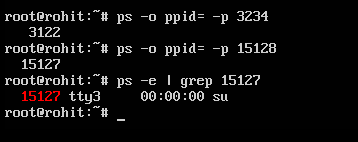 root@rohit:~# ps -o ppid= -p 3234
3122
root@rohit:~# ps -o ppid= -p 15128
15127
root@rohit:~# ps -e | grep 15127
15127 tty3     00:00:00 su
root@rohit:~# _